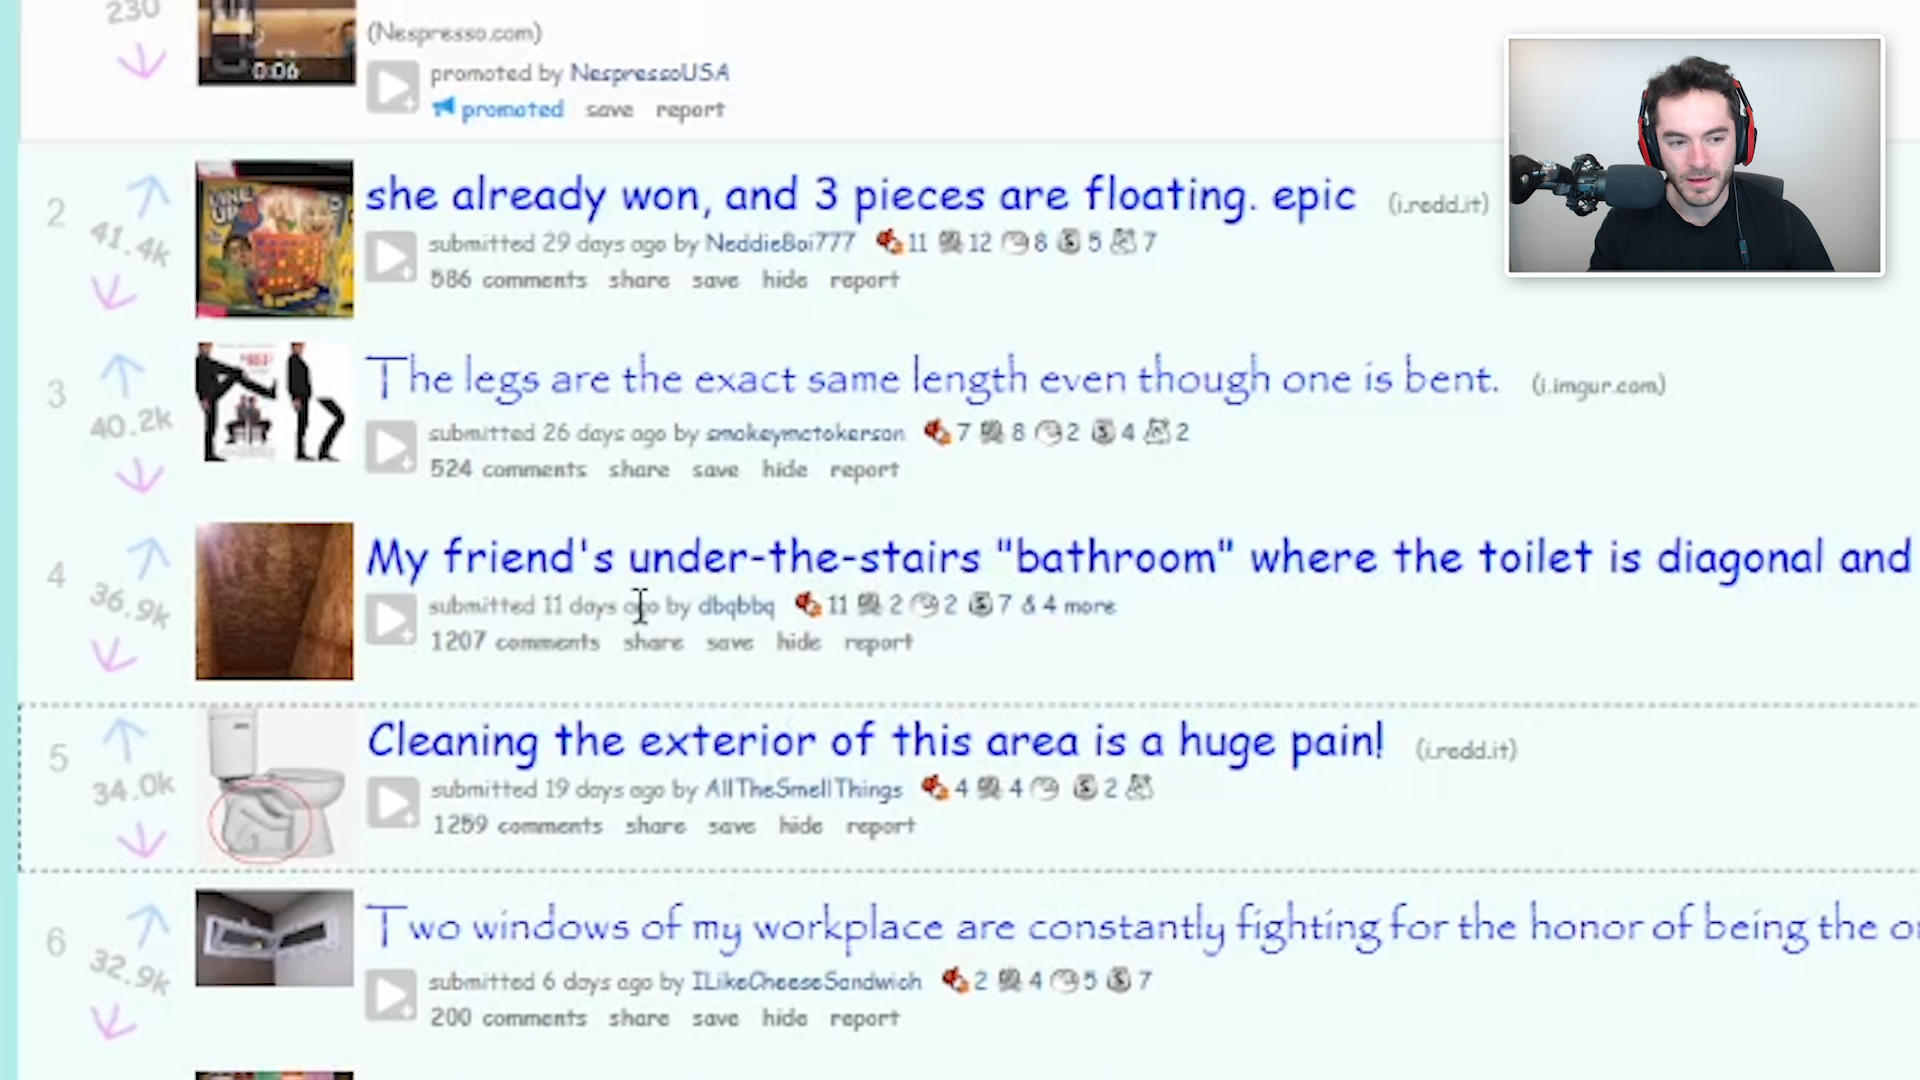 230
(Nespresso.com)
0:06
promoted by NespressoUSA
promoted save report
2
41.4k
LINE UP 4
she already won, and 3 pieces are floating. epic (i.redd.it)
submitted 29 days ago by NeddieBoi777 11 12 8 5 7
586 comments share save hide report
3
40.2k
The legs are the exact same length even though one is bent. (i.imgur.com)
submitted 26 days ago by smokeymctokerson 7 8 2 4 2
524 comments share save hide report
4
36.9k
My friend's under-the-stairs "bathroom" where the toilet is diagonal and
submitted 11 days ago by dbqbbq 11 2 2 7 & 4 more
1207 comments share save hide report
5
34.0k
Cleaning the exterior of this area is a huge pain! (i.redd.it)
submitted 19 days ago by AllTheSmellThings 4 4 2
1259 comments share save hide report
6
32.9k
Two windows of my workplace are constantly fighting for the honor of being the
submitted 6 days ago by ILikeCheeseSandwich 2 4 5 7
200 comments share save hide report